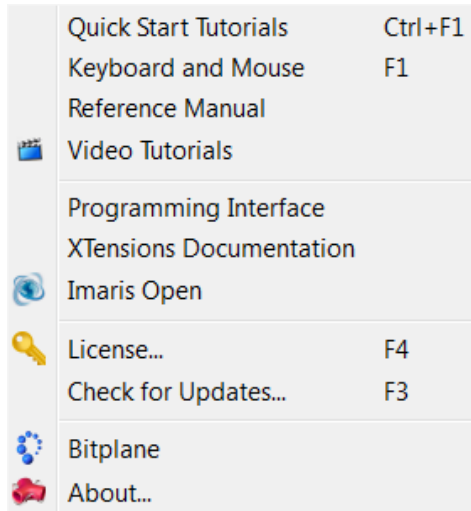 Quick Start Tutorials Ctrl+F1
Keyboard and Mouse F1
Reference Manual
Video Tutorials
Programming Interface
XTensions Documentation
Imaris Open
License... F4
Check for Updates... F3
Bitplane
About...